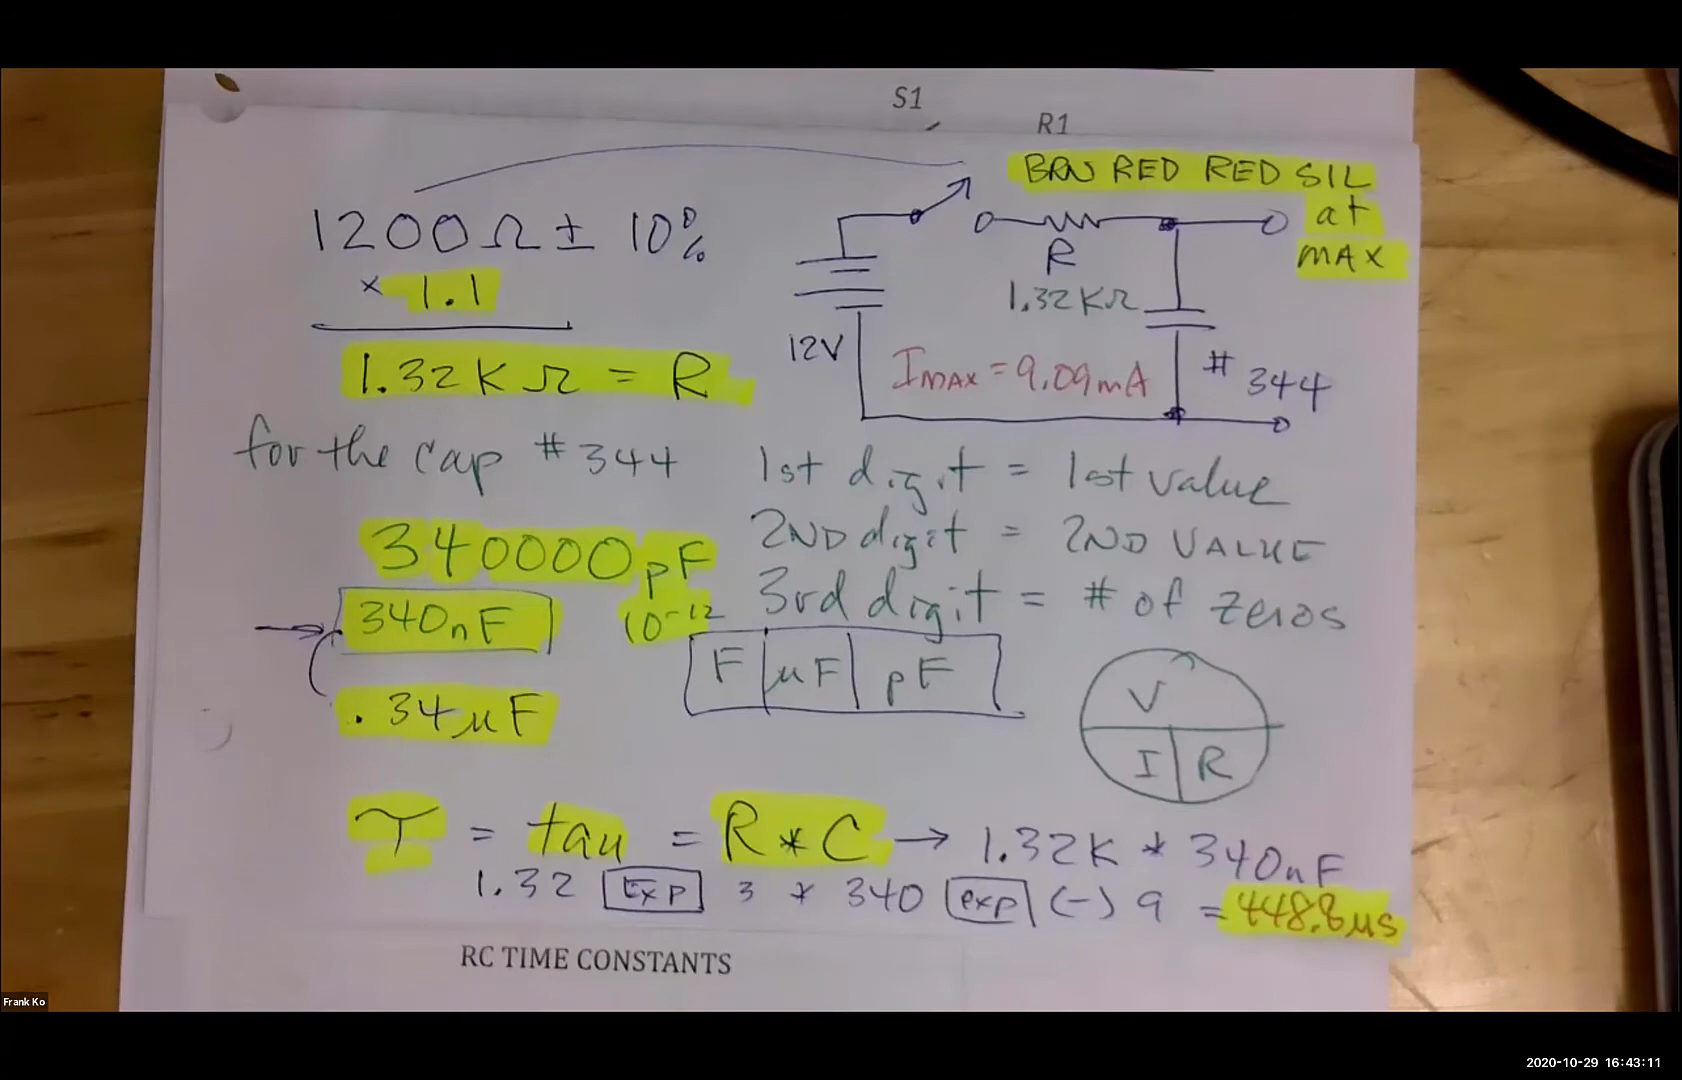 S1
R1
BRN RED RED SIL
at
MAX
1200Ω ± 10%
× 1.1
1.32KΩ = R
R
1.32KΩ
12V
IMAX = 9.09mA
# 344
for the cap #344
1st digit = 1st value
2ND digit = 2ND VALUE
3rd digit = # of zeros
340000pF
10-12
340nF
.34μF
F | μF | pF
V
I | R
τ = tau = R*C → 1.32K * 340nF
1.32 Exp 3 * 340 exp (-) 9 = 448.8μs
RC TIME CONSTANTS
Frank Ko
2020-10-29 16:43:11